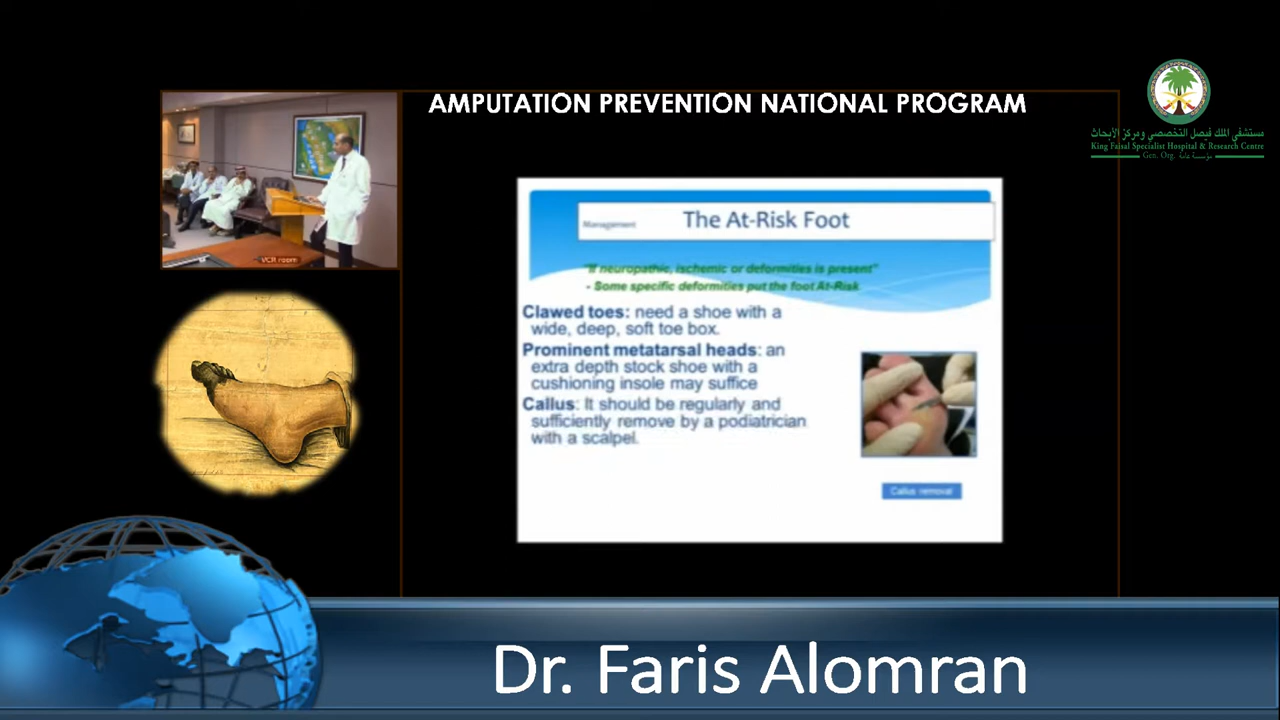 AMPUTATION PREVENTION NATIONAL PROGRAM
مستشفى الملك فيصل التخصصي ومركز الأبحاث
King Faisal Specialist Hospital & Research Centre
Gen. Org. مؤسسة عامة
VCR room
Management
The At-Risk Foot
"If neuropathic, ischemic or deformities is present"
- Some specific deformities put the foot At-Risk
Clawed toes: need a shoe with a
wide, deep, soft toe box.
Prominent metatarsal heads: an
extra depth stock shoe with a
cushioning insole may suffice
Callus: It should be regularly and
sufficiently remove by a podiatrician
with a scalpel.
Callus removal
Dr. Faris Alomran